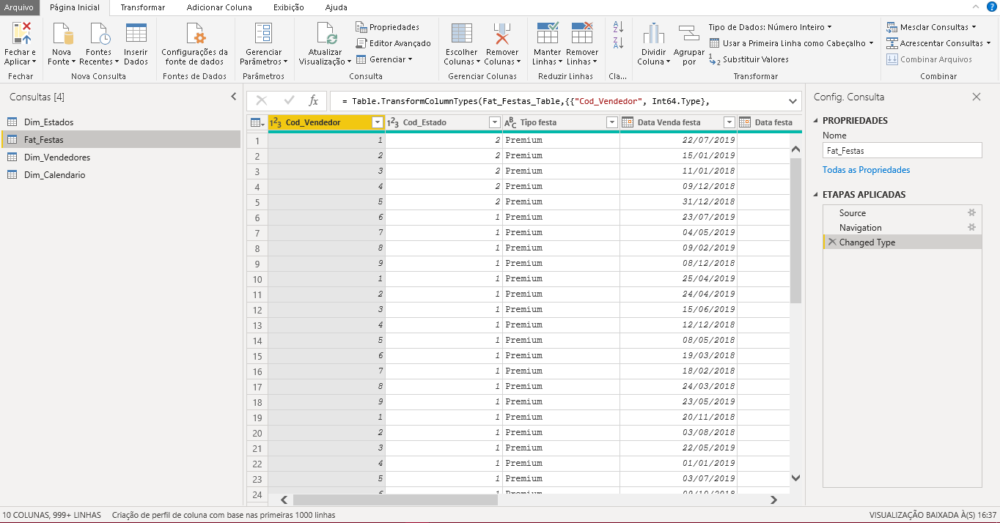 Arquivo Página Inicial Transformar Adicionar Coluna Exibição Ajuda
Fechar e Aplicar
Fechar
Nova Fonte
Fontes Recentes
Inserir Dados
Nova Consulta
Configurações da fonte de dados
Fontes de Dados
Gerenciar Parâmetros
Parâmetros
Atualizar Visualização
Propriedades
Editor Avançado
Gerenciar
Consulta
Escolher Colunas
Remover Colunas
Gerenciar Colunas
Manter Linhas
Remover Linhas
Reduzir Linhas
Cla...
Dividir Coluna
Agrupar por
Tipo de Dados: Número Inteiro
Usar a Primeira Linha como Cabeçalho
Substituir Valores
Transformar
Mesclar Consultas
Acrescentar Consultas
Combinar Arquivos
Combinar
Consultas [4]
Dim_Estados
Fat_Festas
Dim_Vendedores
Dim_Calendario
fx = Table.TransformColumnTypes(Fat_Festas_Table,{{"Cod_Vendedor", Int64.Type},
Cod_Vendedor Cod_Estado Tipo festa Data Venda festa Data festa
1 1 2 Premium 22/07/2019
2 2 2 Premium 15/01/2019
3 3 2 Premium 11/01/2018
4 4 2 Premium 09/12/2018
5 5 2 Premium 31/12/2018
6 6 1 Premium 23/07/2019
7 7 1 Premium 04/05/2019
8 8 1 Premium 09/02/2019
9 9 1 Premium 08/12/2018
10 1 1 Premium 25/04/2019
11 2 1 Premium 24/04/2019
12 3 1 Premium 15/06/2019
13 4 1 Premium 12/12/2018
14 5 1 Premium 08/05/2018
15 6 1 Premium 19/03/2018
16 7 1 Premium 18/02/2019
17 8 1 Premium 24/03/2018
18 9 1 Premium 23/05/2019
19 1 1 Premium 20/11/2018
20 2 1 Premium 03/08/2018
21 3 1 Premium 22/05/2019
22 4 1 Premium 01/01/2019
23 5 1 Premium 03/07/2019
24 6 1 Premium 09/10/2018
Config. Consulta
PROPRIEDADES
Nome
Fat_Festas
Todas as Propriedades
ETAPAS APLICADAS
Source
Navigation
Changed Type
10 COLUNAS, 999+ LINHAS Criação de perfil de coluna com base nas primeiras 1000 linhas VISUALIZAÇÃO BAIXADA À(S) 16:37